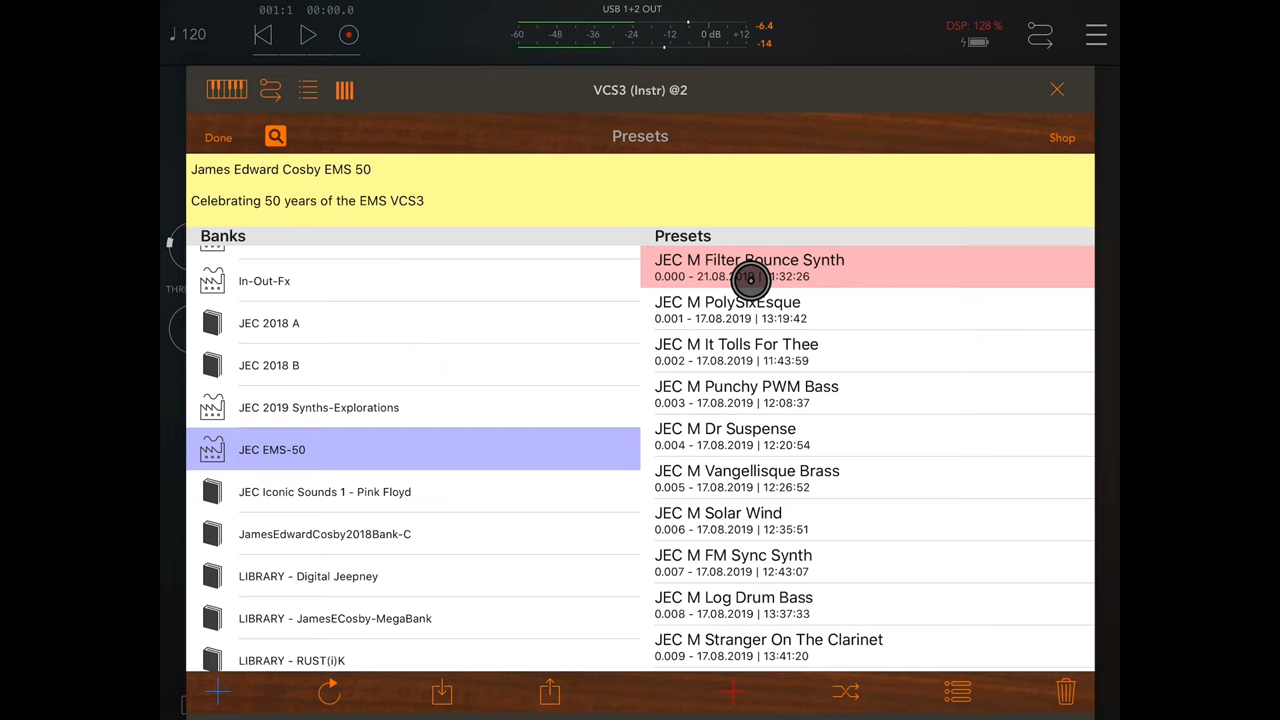 001:1 00:00.0
USB 1+2 OUT
120
-60 -48 -36 -24 -12 0 dB +12
-6.4
-14
DSP: 128 %
VCS3 (Instr) @2
Done
Presets
Shop
James Edward Cosby EMS 50
Celebrating 50 years of the EMS VCS3
Banks
In-Out-Fx
JEC 2018 A
JEC 2018 B
JEC 2019 Synths-Explorations
JEC EMS-50
JEC Iconic Sounds 1 - Pink Floyd
JamesEdwardCosby2018Bank-C
LIBRARY - Digital Jeepney
LIBRARY - JamesECosby-MegaBank
LIBRARY - RUST(i)K
Presets
JEC M Filter Bounce Synth
0.000 - 21.08.2019 | 11:32:26
JEC M PolySixEsque
0.001 - 17.08.2019 | 13:19:42
JEC M It Tolls For Thee
0.002 - 17.08.2019 | 11:43:59
JEC M Punchy PWM Bass
0.003 - 17.08.2019 | 12:08:37
JEC M Dr Suspense
0.004 - 17.08.2019 | 12:20:54
JEC M Vangellisque Brass
0.005 - 17.08.2019 | 12:26:52
JEC M Solar Wind
0.006 - 17.08.2019 | 12:35:51
JEC M FM Sync Synth
0.007 - 17.08.2019 | 12:43:07
JEC M Log Drum Bass
0.008 - 17.08.2019 | 13:37:33
JEC M Stranger On The Clarinet
0.009 - 17.08.2019 | 13:41:20